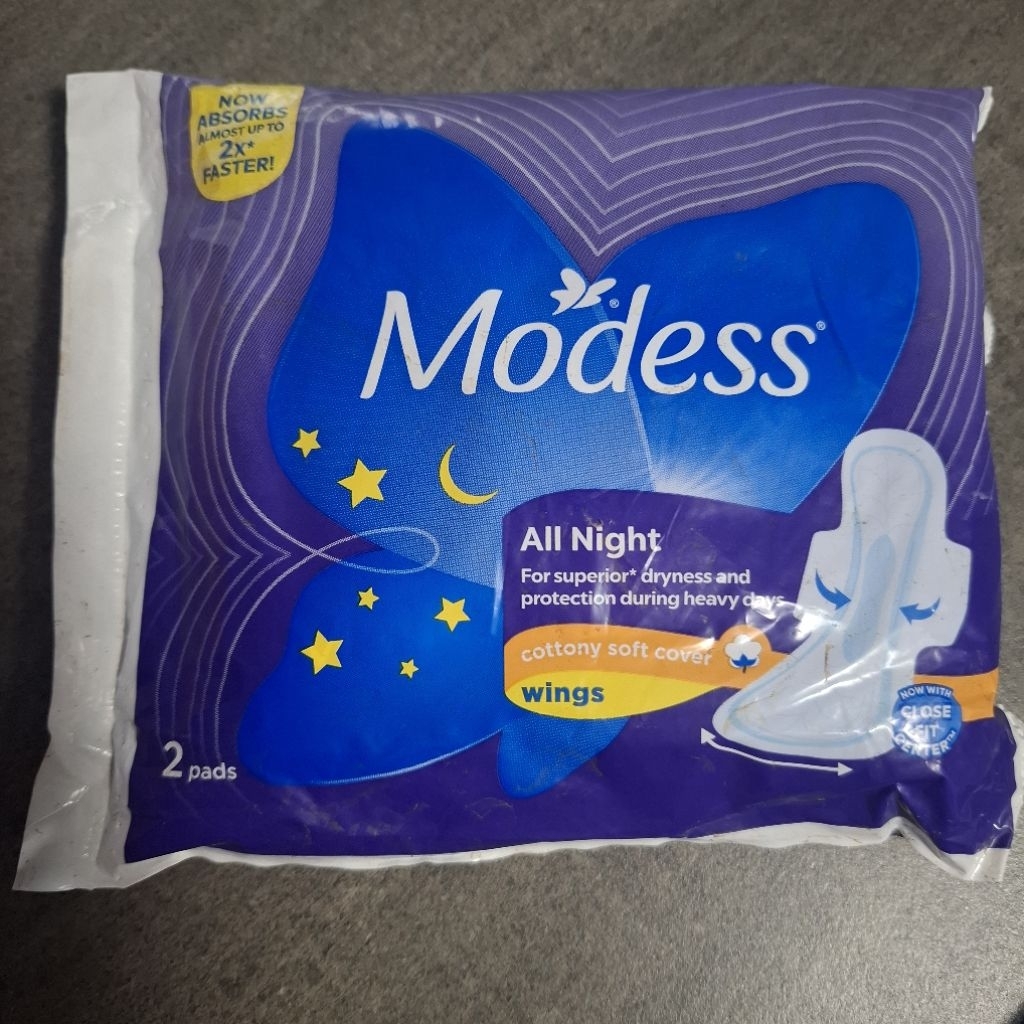 NOW
ABSORBS
ALMOST UP TO
2x*
FASTER!
Modess®
All Night
For superior* dryness and
protection during heavy days
cottony soft cover
wings
NOW WITH
CLOSE
FIT
CENTER™
2 pads